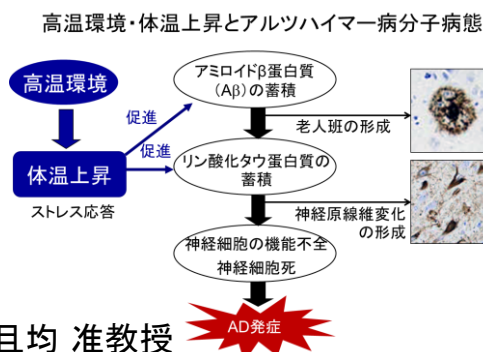 高温環境・体温上昇とアルツハイマー病分子病態
高温環境
体温上昇
ストレス応答
促進
促進
アミロイドβ蛋白質
(Aβ)の蓄積
老人班の形成
リン酸化タウ蛋白質の
蓄積
神経原線維変化
の形成
神経細胞の機能不全
神経細胞死
AD発症
且均 准教授